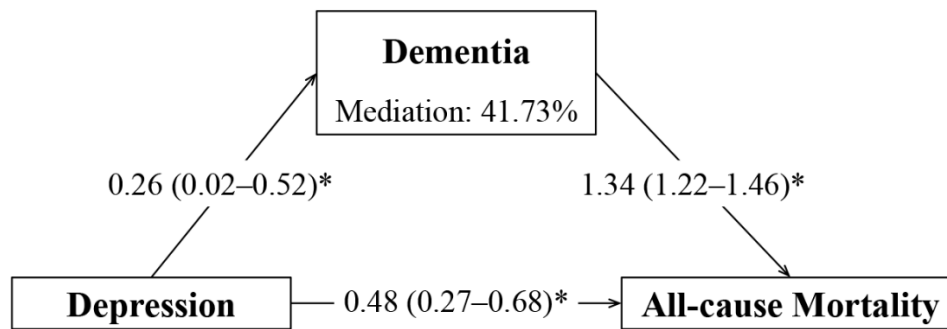 Dementia
Mediation: 41.73%
0.26 (0.02–0.52)*
1.34 (1.22–1.46)*
Depression
0.48 (0.27–0.68)*
All-cause Mortality